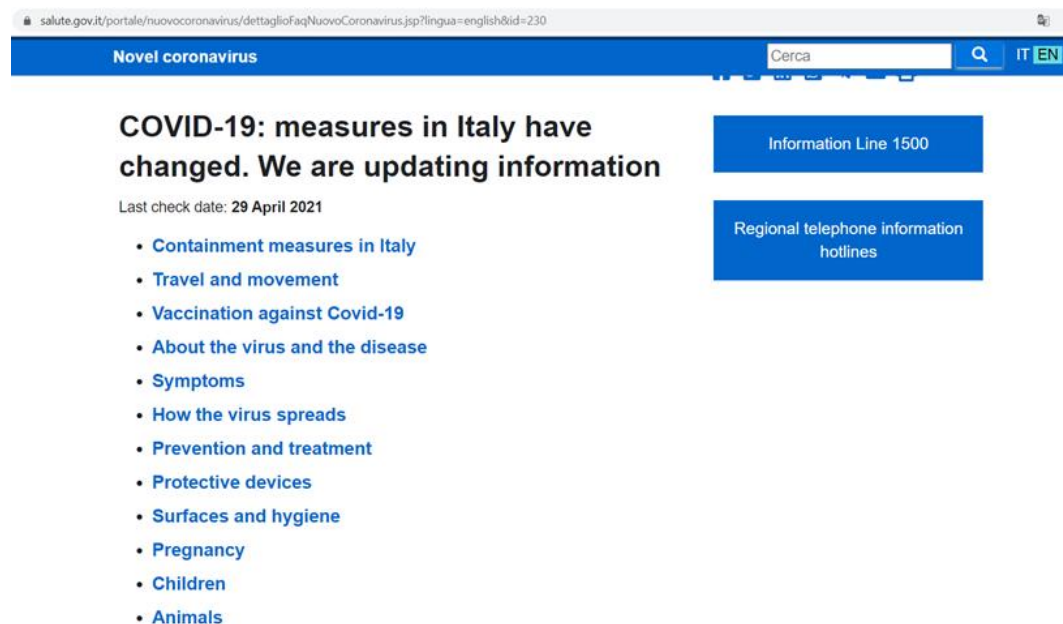 salute.gov.it/portale/nuovocoronavirus/dettaglioFaqNuovoCoronavirus.jsp?lingua=english&id=230
Novel coronavirus
Cerca
IT EN
COVID-19: measures in Italy have
changed. We are updating information
Last check date: 29 April 2021
• Containment measures in Italy
• Travel and movement
• Vaccination against Covid-19
• About the virus and the disease
• Symptoms
• How the virus spreads
• Prevention and treatment
• Protective devices
• Surfaces and hygiene
• Pregnancy
• Children
• Animals
Information Line 1500
Regional telephone information
hotlines